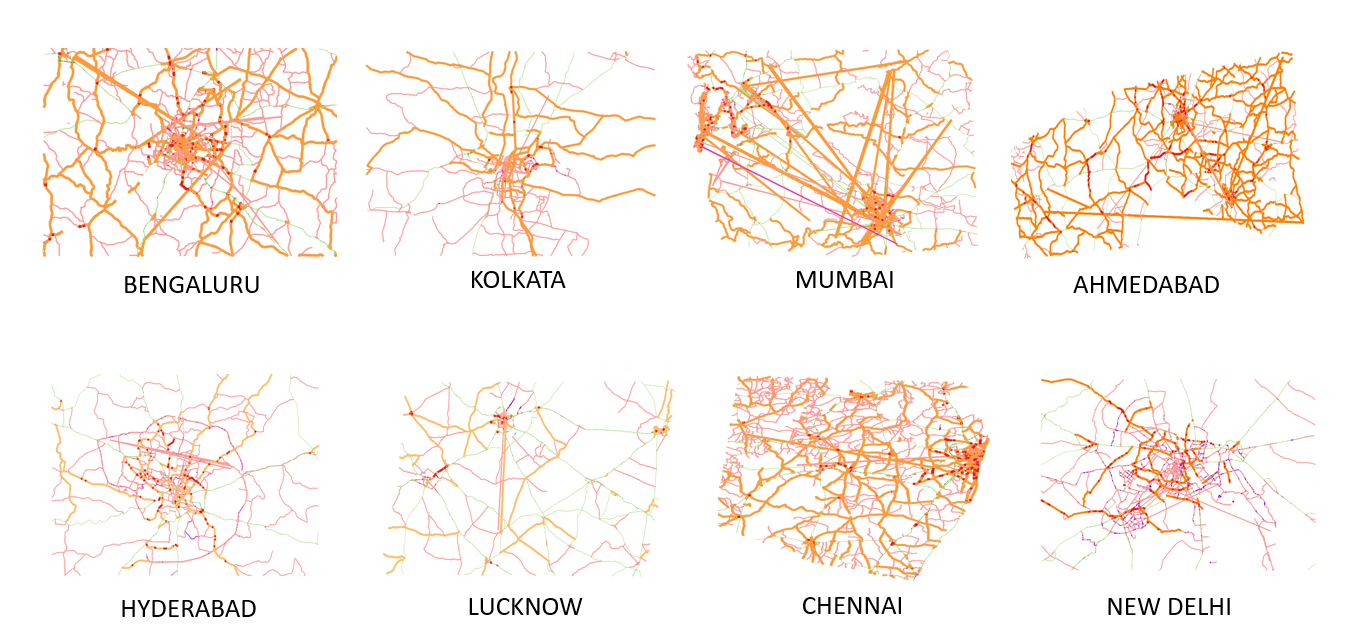 BENGALURU
KOLKATA
MUMBAI
AHMEDABAD
HYDERABAD
LUCKNOW
CHENNAI
NEW DELHI